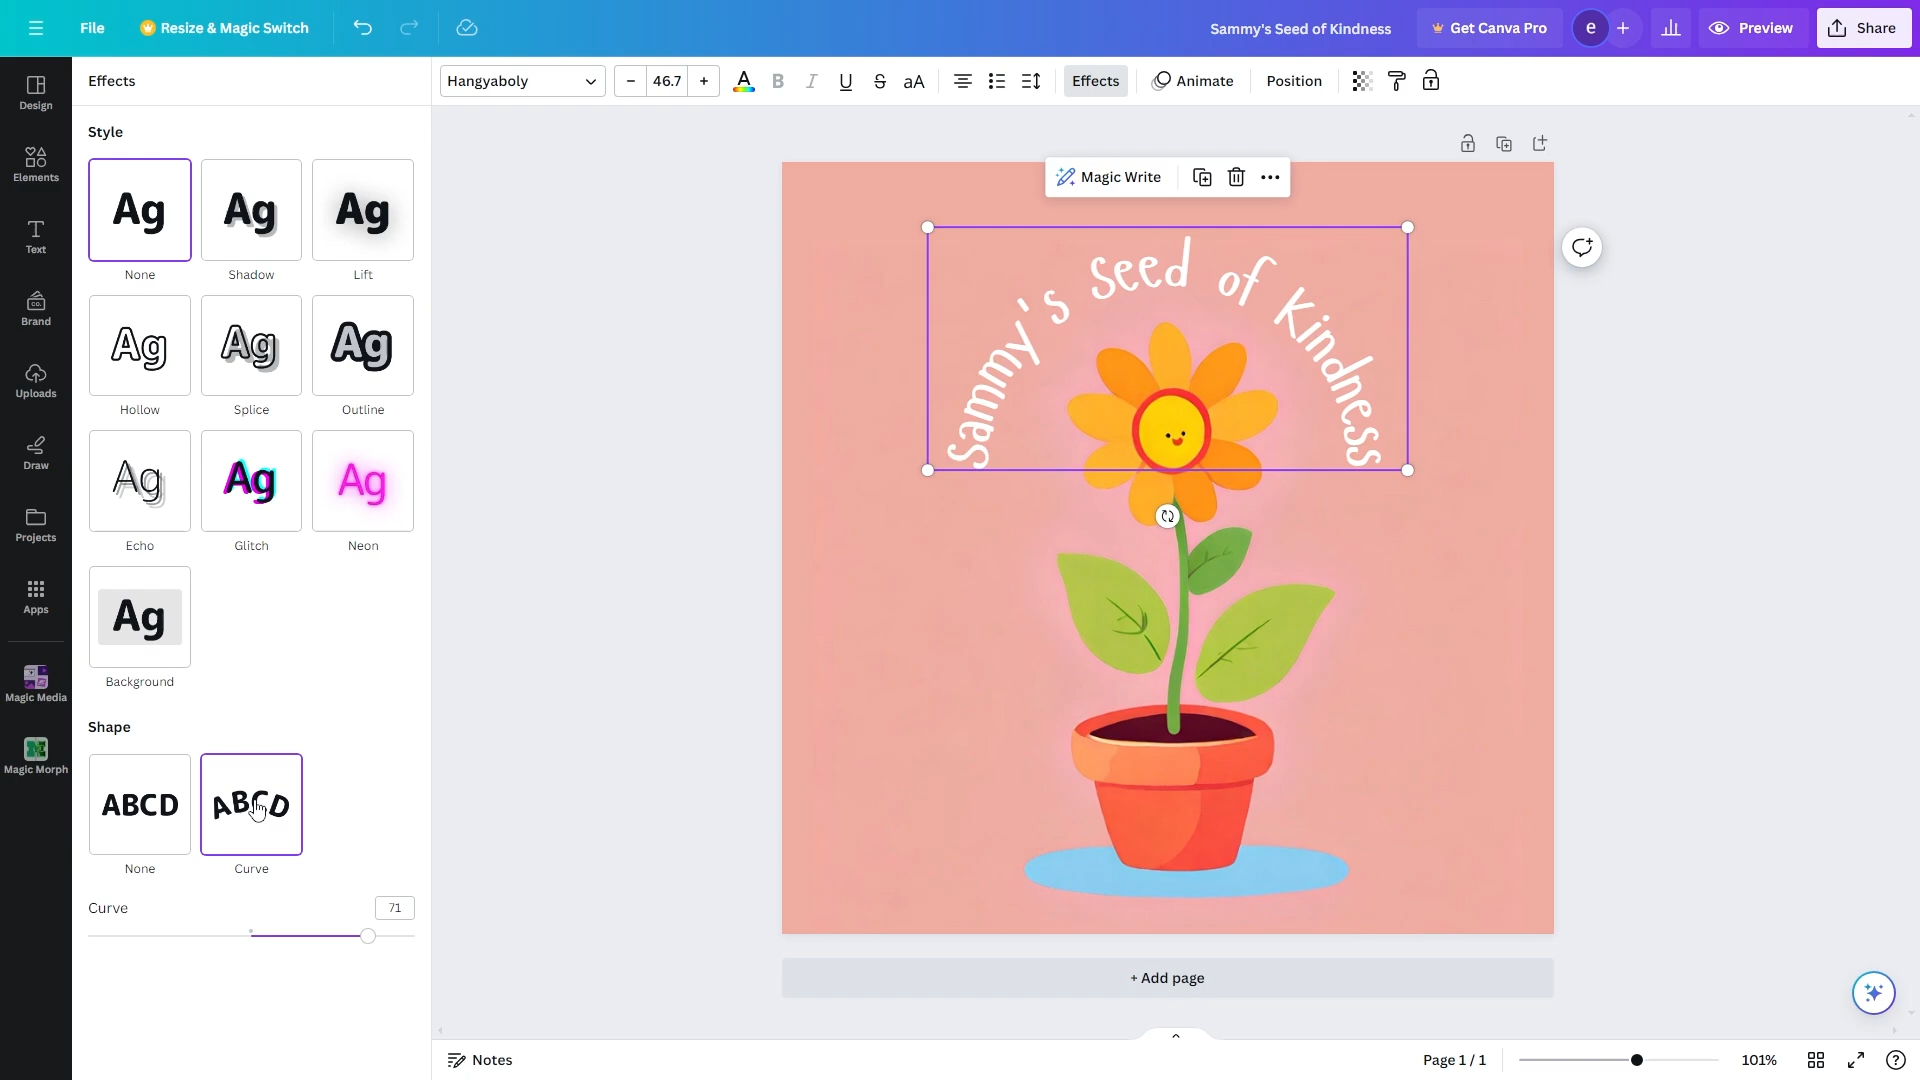 File
Resize & Magic Switch
Sammy's Seed of Kindness
Get Canva Pro
e
Preview
Share
Design
Elements
Text
Brand
CO.
Uploads
Draw
Projects
Apps
Magic Media
Magic Morph
Effects
Style
Ag
Ag
Ag
None
Shadow
Lift
Ag
Ag
Ag
Hollow
Splice
Outline
Ag
Ag
Ag
Echo
Glitch
Neon
Ag
Background
Shape
ABCD
ABCD
None
Curve
Curve
71
Hangyaboly
46.7
A
B
I
U
S
aA
Effects
Animate
Position
Magic Write
Sammy's Seed of Kindness
+ Add page
Notes
Page 1 / 1
101%